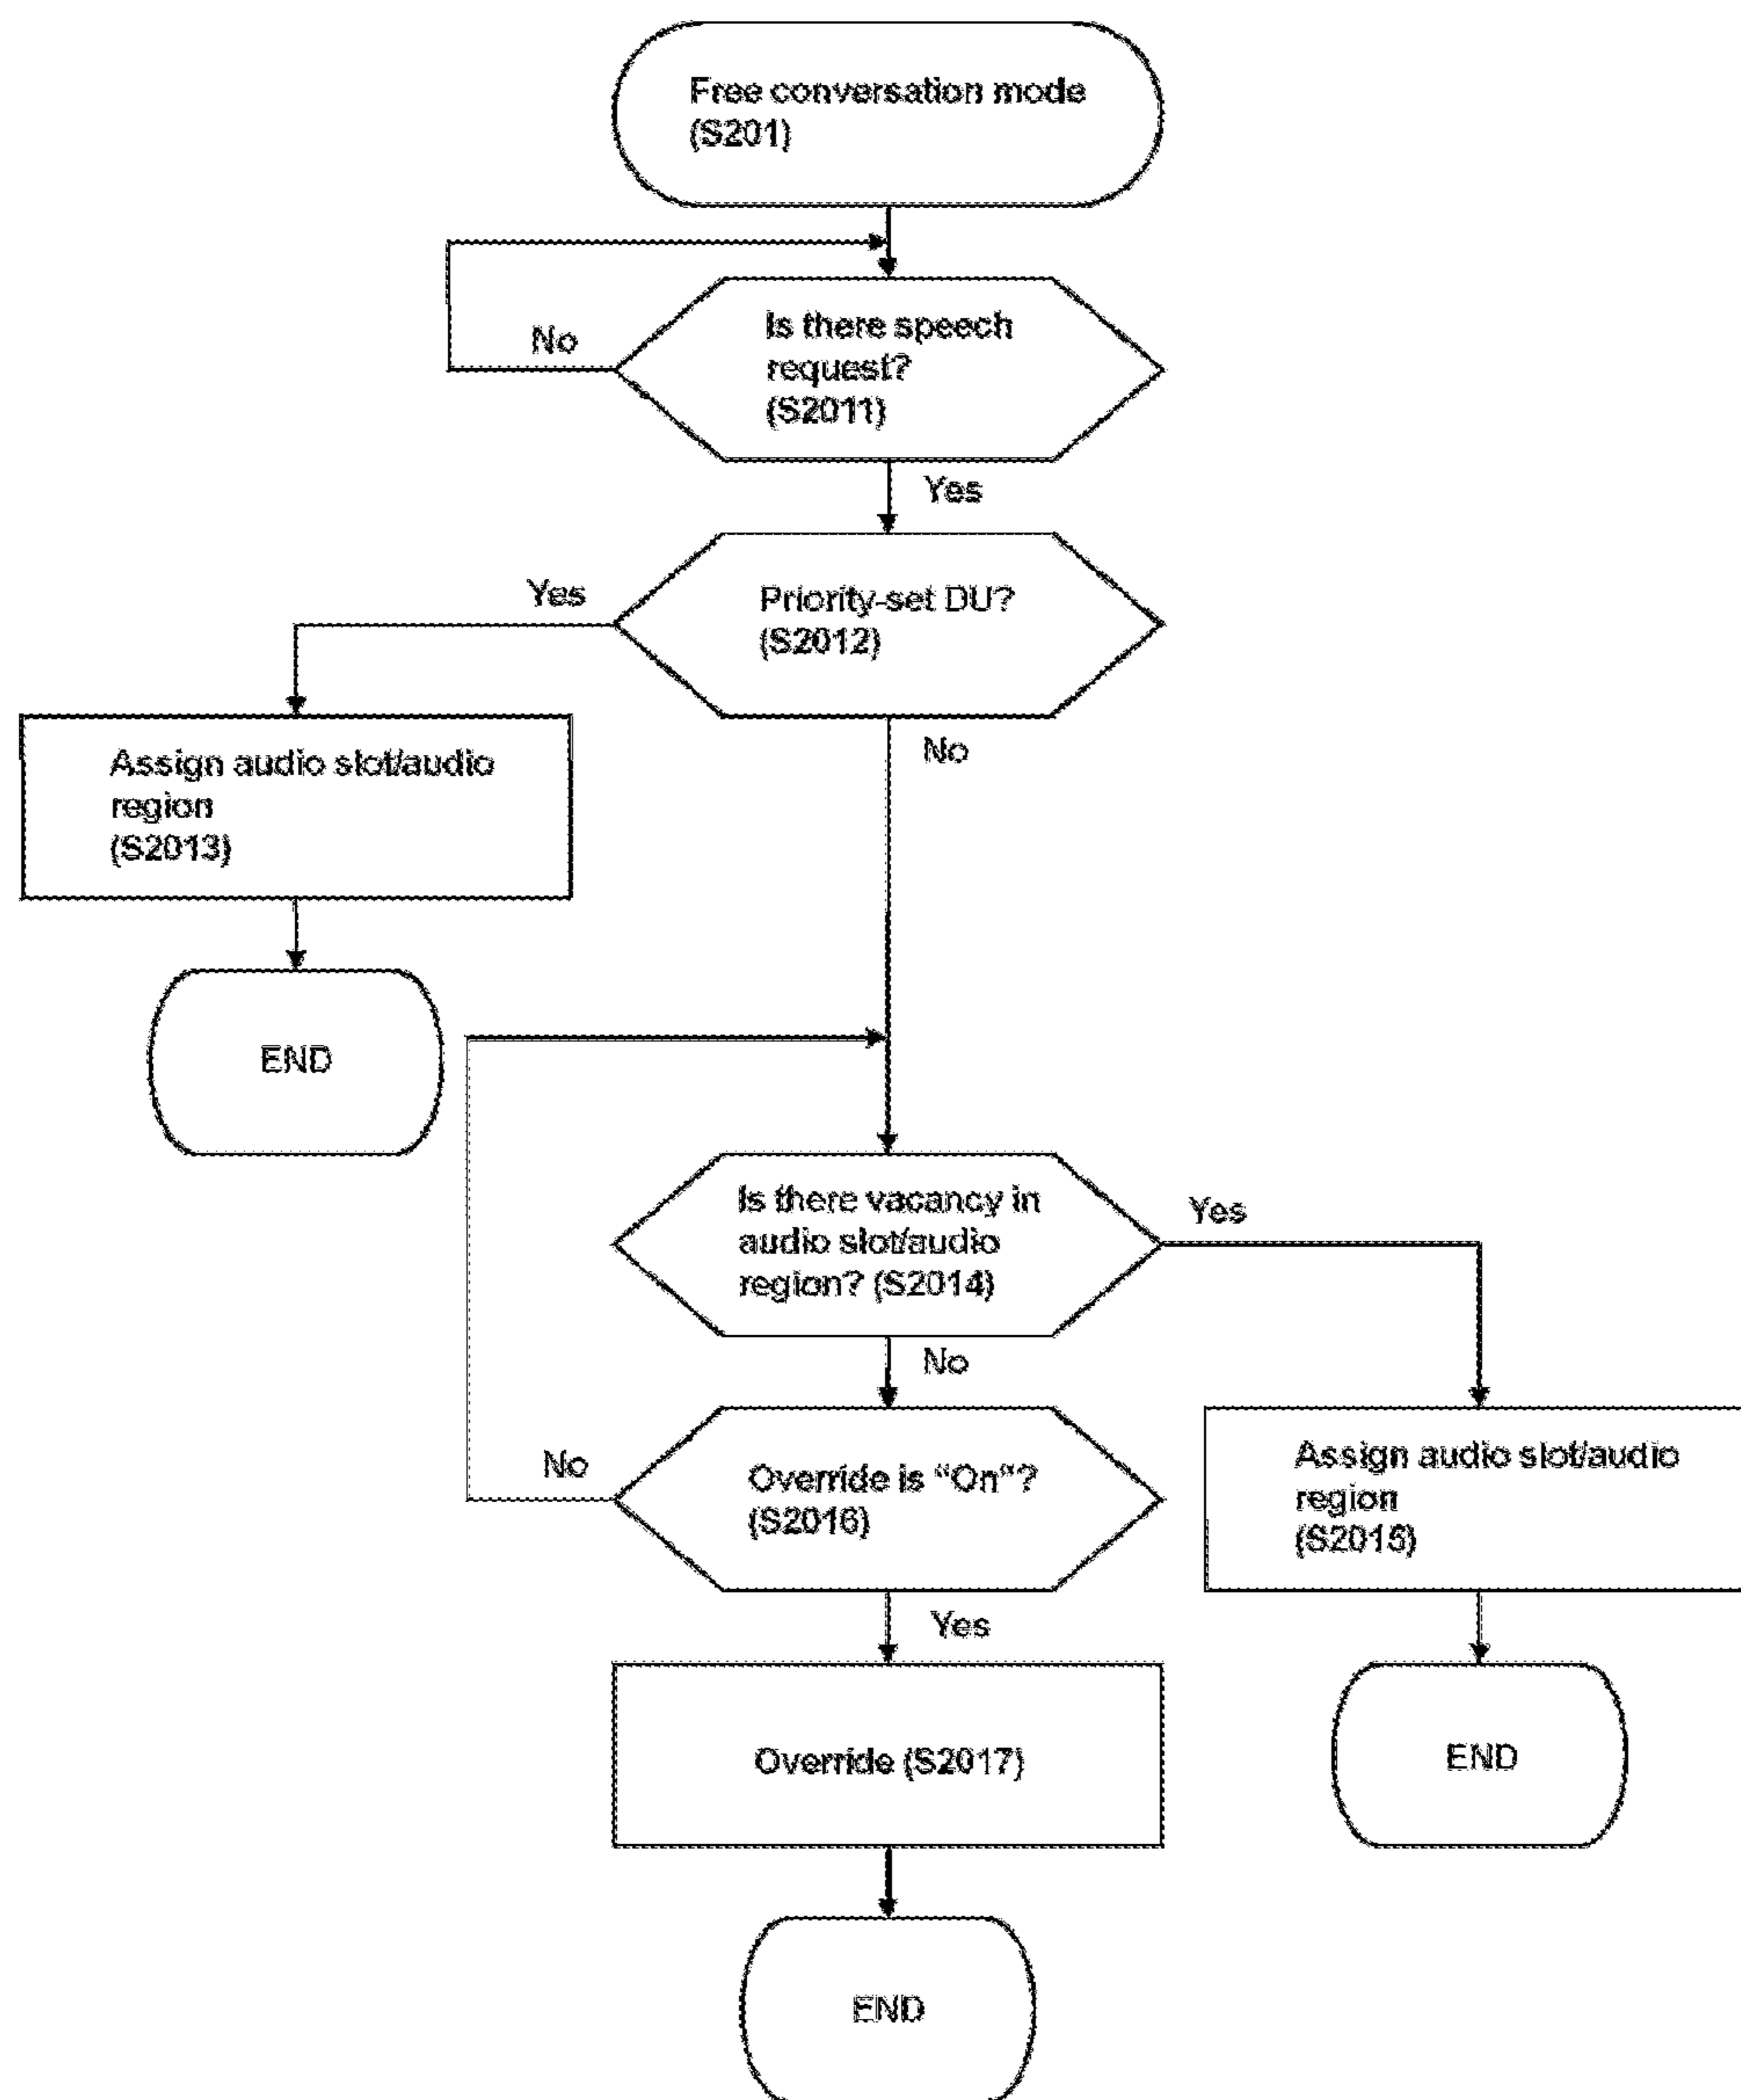 Free conversation mode
(S201)
Is there speech
request?
(S2011)
No
Yes
Priority-set DU?
(S2012)
Yes
No
Assign audio slot/audio
region
(S2013)
END
Is there vacancy in
audio slot/audio
region? (S2014)
Yes
No
Override is “On“?
(S2016)
No
Assign audio slot/audio
region
(S2015)
Yes
Override (S2017)
END
END